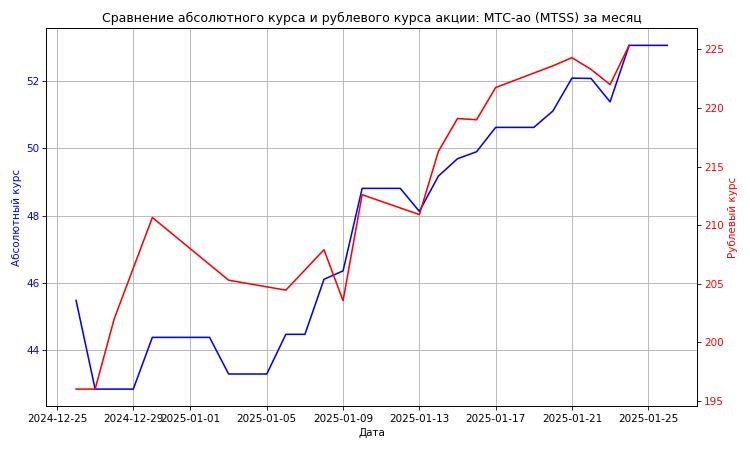 Сравнение абсолютного курса и рублевого курса акции: МТС-ао (MTSS) за месяц
Абсолютный курс
52
50
48
46
44
225
220
215
210
205
200
195
Рублевый курс
2024-12-25 2024-12-29 2025-01-01 2025-01-05 2025-01-09 2025-01-13 2025-01-17 2025-01-21 2025-01-25
Дата